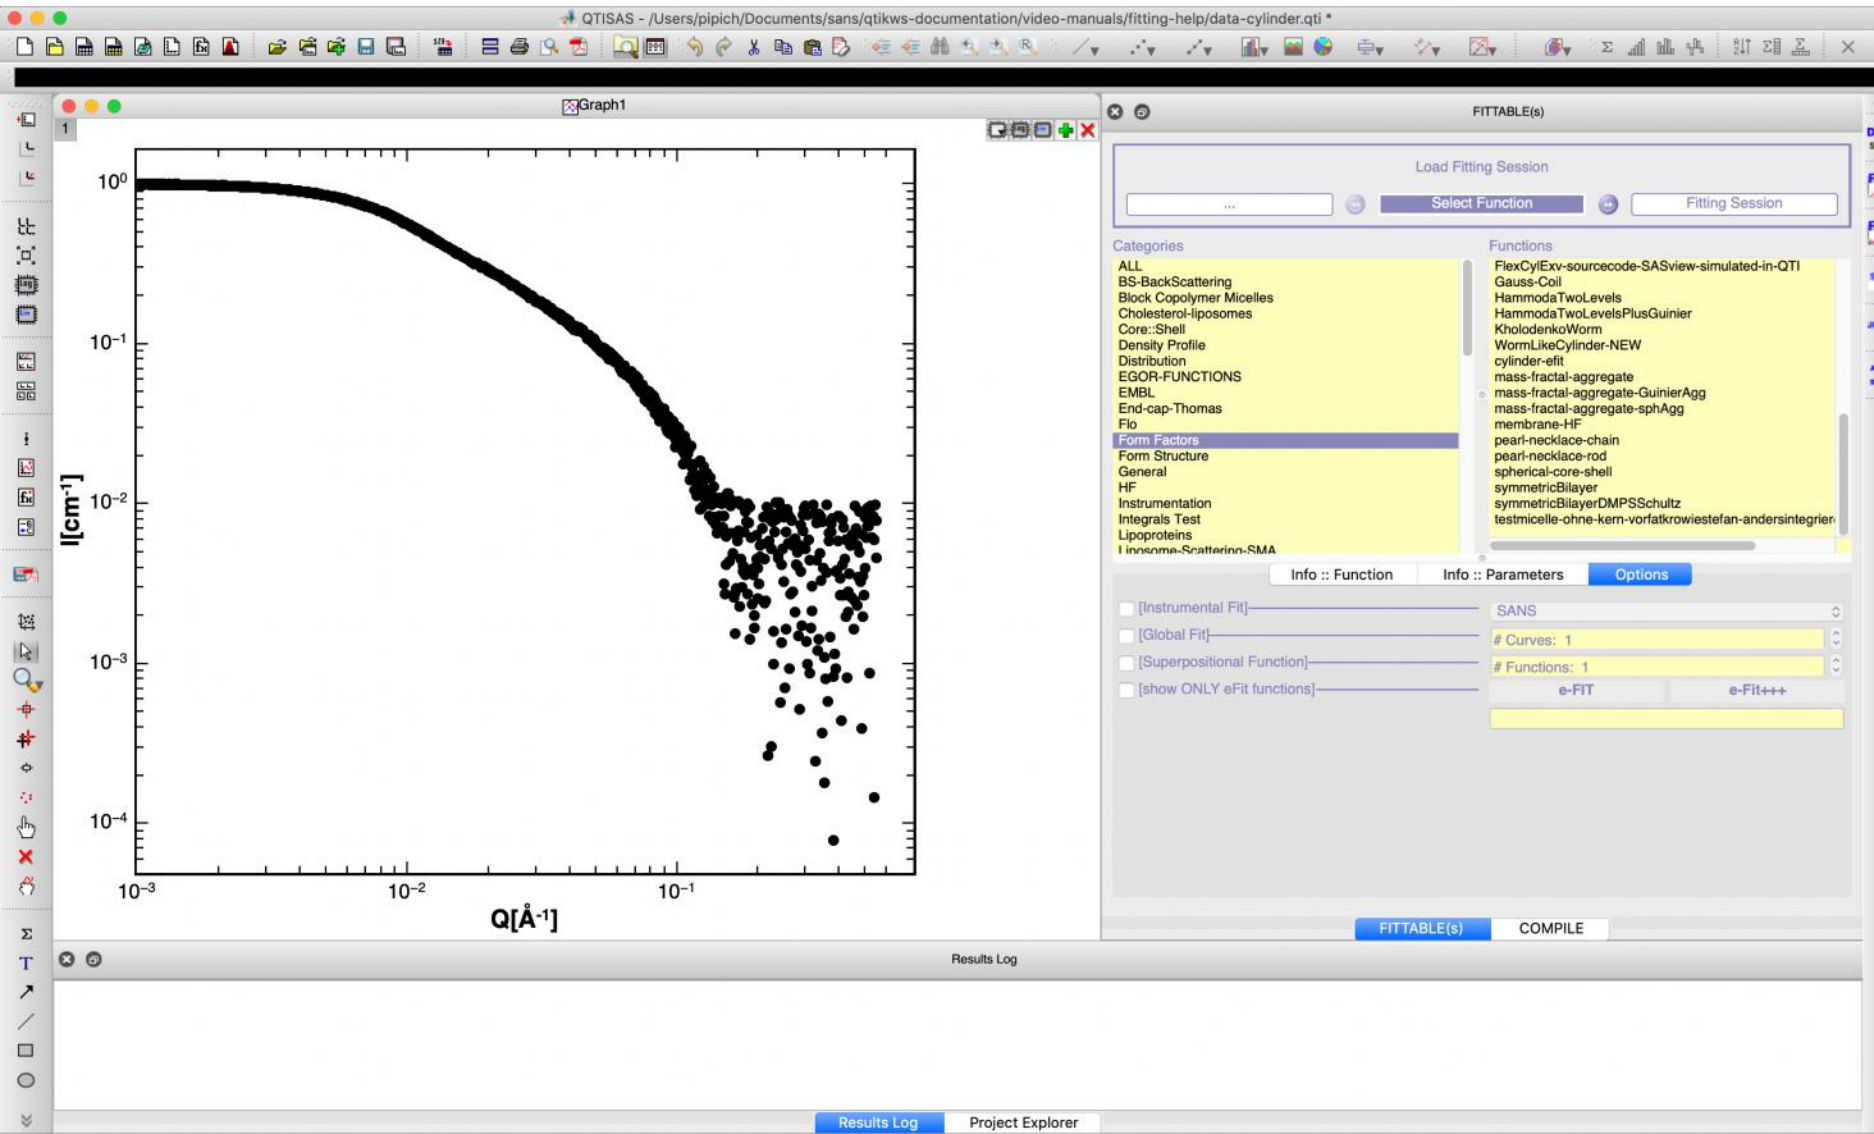 QTISAS - /Users/pipich/Documents/sans/qtikws-documentation/video-manuals/fitting-help/data-cylinder.qti *
Graph1
1
10⁰
10⁻¹
10⁻²
10⁻³
10⁻⁴
I[cm⁻¹]
10⁻³
10⁻²
10⁻¹
Q[Å⁻¹]
FITTABLE(s)
Load Fitting Session
...
Select Function
Fitting Session
Categories
ALL
BS-BackScattering
Block Copolymer Micelles
Cholesterol-liposomes
Core::Shell
Density Profile
Distribution
EGOR-FUNCTIONS
EMBL
End-cap-Thomas
Flo
Form Factors
Form Structure
General
HF
Instrumentation
Integrals Test
Lipoproteins
Liposome-Scattering-SMA
Functions
FlexCylExv-sourcecode-SASview-simulated-in-QTI
Gauss-Coil
HammodaTwoLevels
HammodaTwoLevelsPlusGuinier
KholodenkoWorm
WormLikeCylinder-NEW
cylinder-efit
mass-fractal-aggregate
mass-fractal-aggregate-GuinierAgg
mass-fractal-aggregate-sphAgg
membrane-HF
pearl-necklace-chain
pearl-necklace-rod
spherical-core-shell
symmetricBilayer
symmetricBilayerDMPSSchultz
testmicelle-ohne-kern-vorfatkrowiestefan-andersintegrier
Info :: Function
Info :: Parameters
Options
[Instrumental Fit]
SANS
[Global Fit]
# Curves: 1
[Superpositional Function]
# Functions: 1
[show ONLY eFit functions]
e-FIT
e-Fit+++
FITTABLE(s)
COMPILE
Results Log
Results Log
Project Explorer